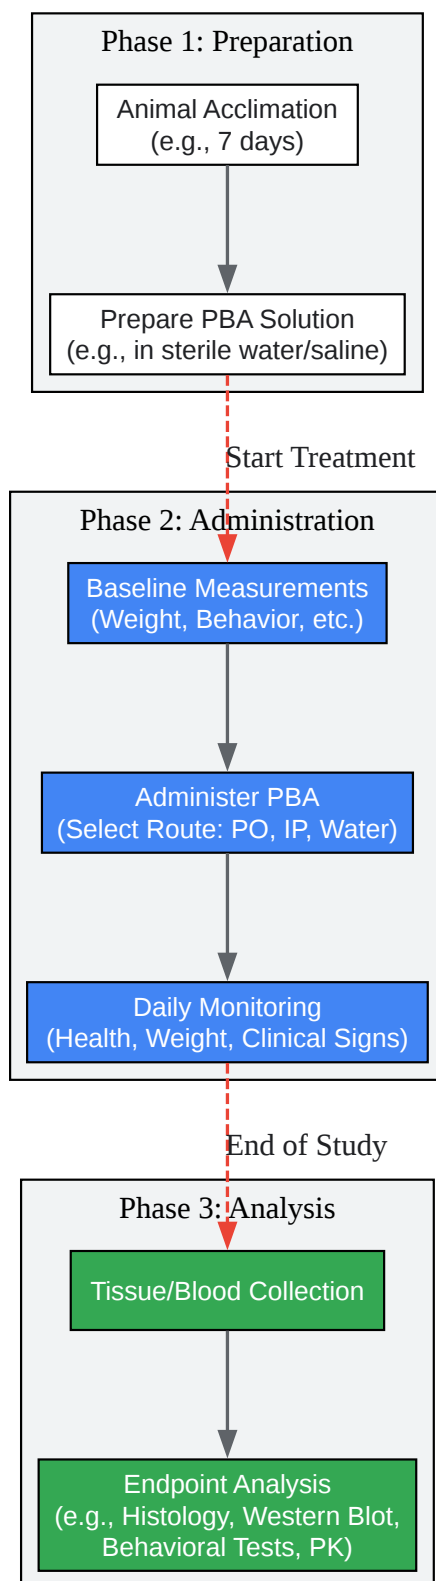 Phase 1: Preparation
Animal Acclimation
(e.g., 7 days)
Prepare PBA Solution
(e.g., in sterile water/saline)
Start Treatment
Phase 2: Administration
Baseline Measurements
(Weight, Behavior, etc.)
Administer PBA
(Select Route: PO, IP, Water)
Daily Monitoring
(Health, Weight, Clinical Signs)
End of Study
Phase 3: Analysis
Tissue/Blood Collection
Endpoint Analysis
(e.g., Histology, Western Blot,
Behavioral Tests, PK)